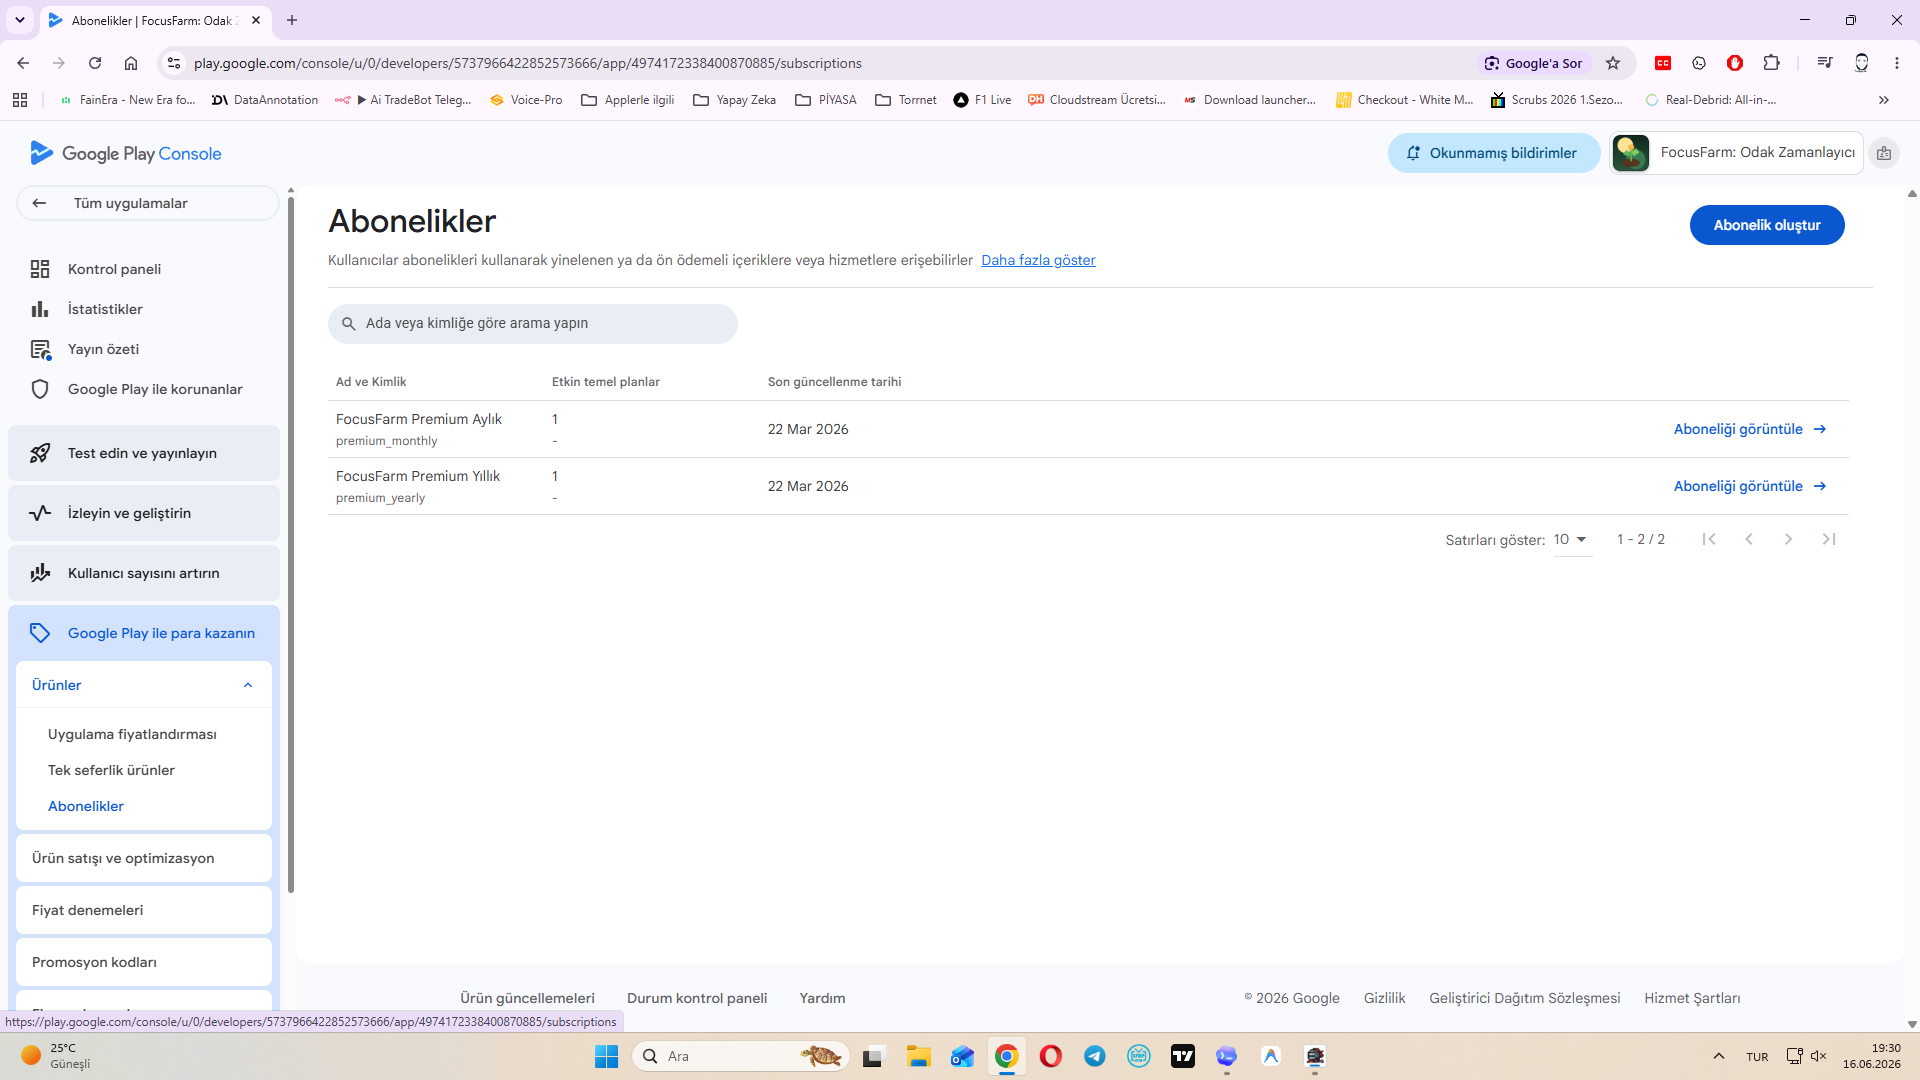 Abonelikler | FocusFarm: Odak Z
play.google.com/console/u/0/developers/5737966422852573666/app/4974172338400870885/subscriptions
Google'a Sor
FainEra - New Era fo...
DataAnnotation
Ai TradeBot Teleg...
Voice-Pro
Applerle ilgili
Yapay Zeka
PİYASA
Torrnet
F1 Live
Cloudstream Ücretsi...
Download launcher...
Checkout - White M...
Scrubs 2026 1.Sezo...
Real-Debrid: All-in-...
Google Play Console
Okunmamış bildirimler
FocusFarm: Odak Zamanlayıcı
Tüm uygulamalar
Kontrol paneli
İstatistikler
Yayın özeti
Google Play ile korunanlar
Test edin ve yayınlayın
İzleyin ve geliştirin
Kullanıcı sayısını artırın
Google Play ile para kazanın
Ürünler
Uygulama fiyatlandırması
Tek seferlik ürünler
Abonelikler
Ürün satışı ve optimizasyon
Fiyat denemeleri
Promosyon kodları
Abonelikler
Abonelik oluştur
Kullanıcılar abonelikleri kullanarak yinelenen ya da ön ödemeli içeriklere veya hizmetlere erişebilirler Daha fazla göster
Ada veya kimliğe göre arama yapın
Ad ve Kimlik Etkin temel planlar Son güncellenme tarihi
FocusFarm Premium Aylık 1
premium_monthly -
22 Mar 2026
Aboneliği görüntüle
FocusFarm Premium Yıllık 1
premium_yearly -
22 Mar 2026
Aboneliği görüntüle
Satırları göster: 10 1 - 2 / 2
Ürün güncellemeleri Durum kontrol paneli Yardım
© 2026 Google Gizlilik Geliştirici Dağıtım Sözleşmesi Hizmet Şartları
https://play.google.com/console/u/0/developers/5737966422852573666/app/4974172338400870885/subscriptions
25°C
Güneşli
Ara
TUR
19:30
16.06.2026